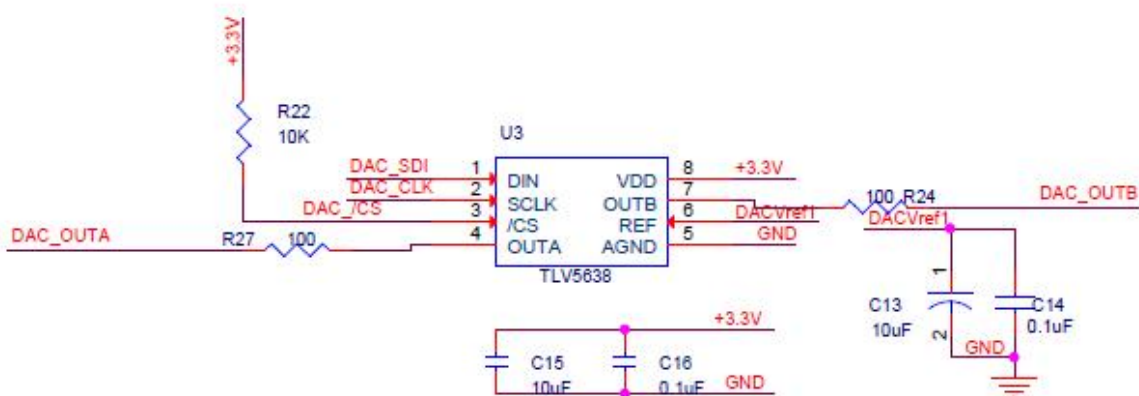 +3.3V
R22
10K
U3
DAC_SDI 1 DIN VDD 8 +3.3V
DAC_CLK 2 SCLK OUTB 7 100 R24 DAC_OUTB
DAC_/CS 3 /CS REF 6 DACVref1 DACVref1
DAC_OUTA R27 100 4 OUTA AGND 5 GND
TLV5638
1
C13
10uF
2
C14
0.1uF
GND
+3.3V
C15
10uF
C16
0.1uF
GND